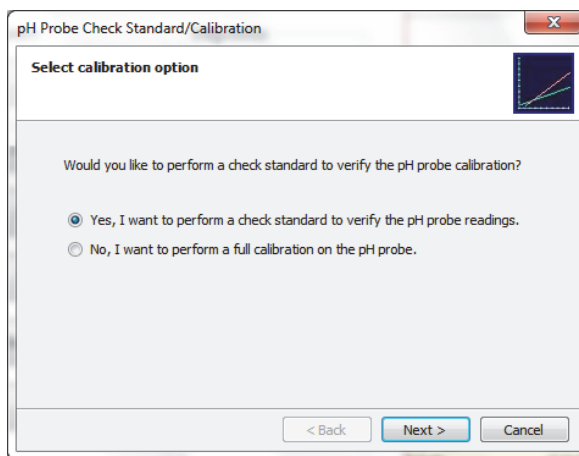 pH Probe Check Standard/Calibration
Select calibration option
Would you like to perform a check standard to verify the pH probe calibration?
Yes, I want to perform a check standard to verify the pH probe readings.
No, I want to perform a full calibration on the pH probe.
< Back
Next >
Cancel